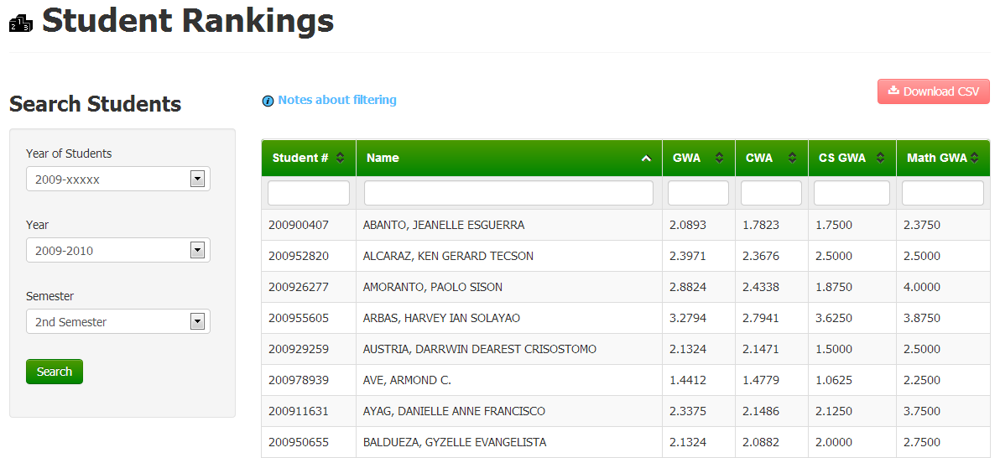 Student Rankings
Search Students
Year of Students
2009-xxxxx
Year
2009-2010
Semester
2nd Semester
Search
Notes about filtering
Download CSV
Student # Name GWA CWA CS GWA Math GWA
200900407 ABANTO, JEANELLE ESGUERRA 2.0893 1.7823 1.7500 2.3750
200952820 ALCARAZ, KEN GERARD TECSON 2.3971 2.3676 2.5000 2.5000
200926277 AMORANTO, PAOLO SISON 2.8824 2.4338 1.8750 4.0000
200955605 ARBAS, HARVEY IAN SOLAYAO 3.2794 2.7941 3.6250 3.8750
200929259 AUSTRIA, DARRWIN DEAREST CRISOSTOMO 2.1324 2.1471 1.5000 2.5000
200978939 AVE, ARMOND C. 1.4412 1.4779 1.0625 2.2500
200911631 AYAG, DANIELLE ANNE FRANCISCO 2.3375 2.1486 2.1250 3.7500
200950655 BALDUEZA, GYZELLE EVANGELISTA 2.1324 2.0882 2.0000 2.7500